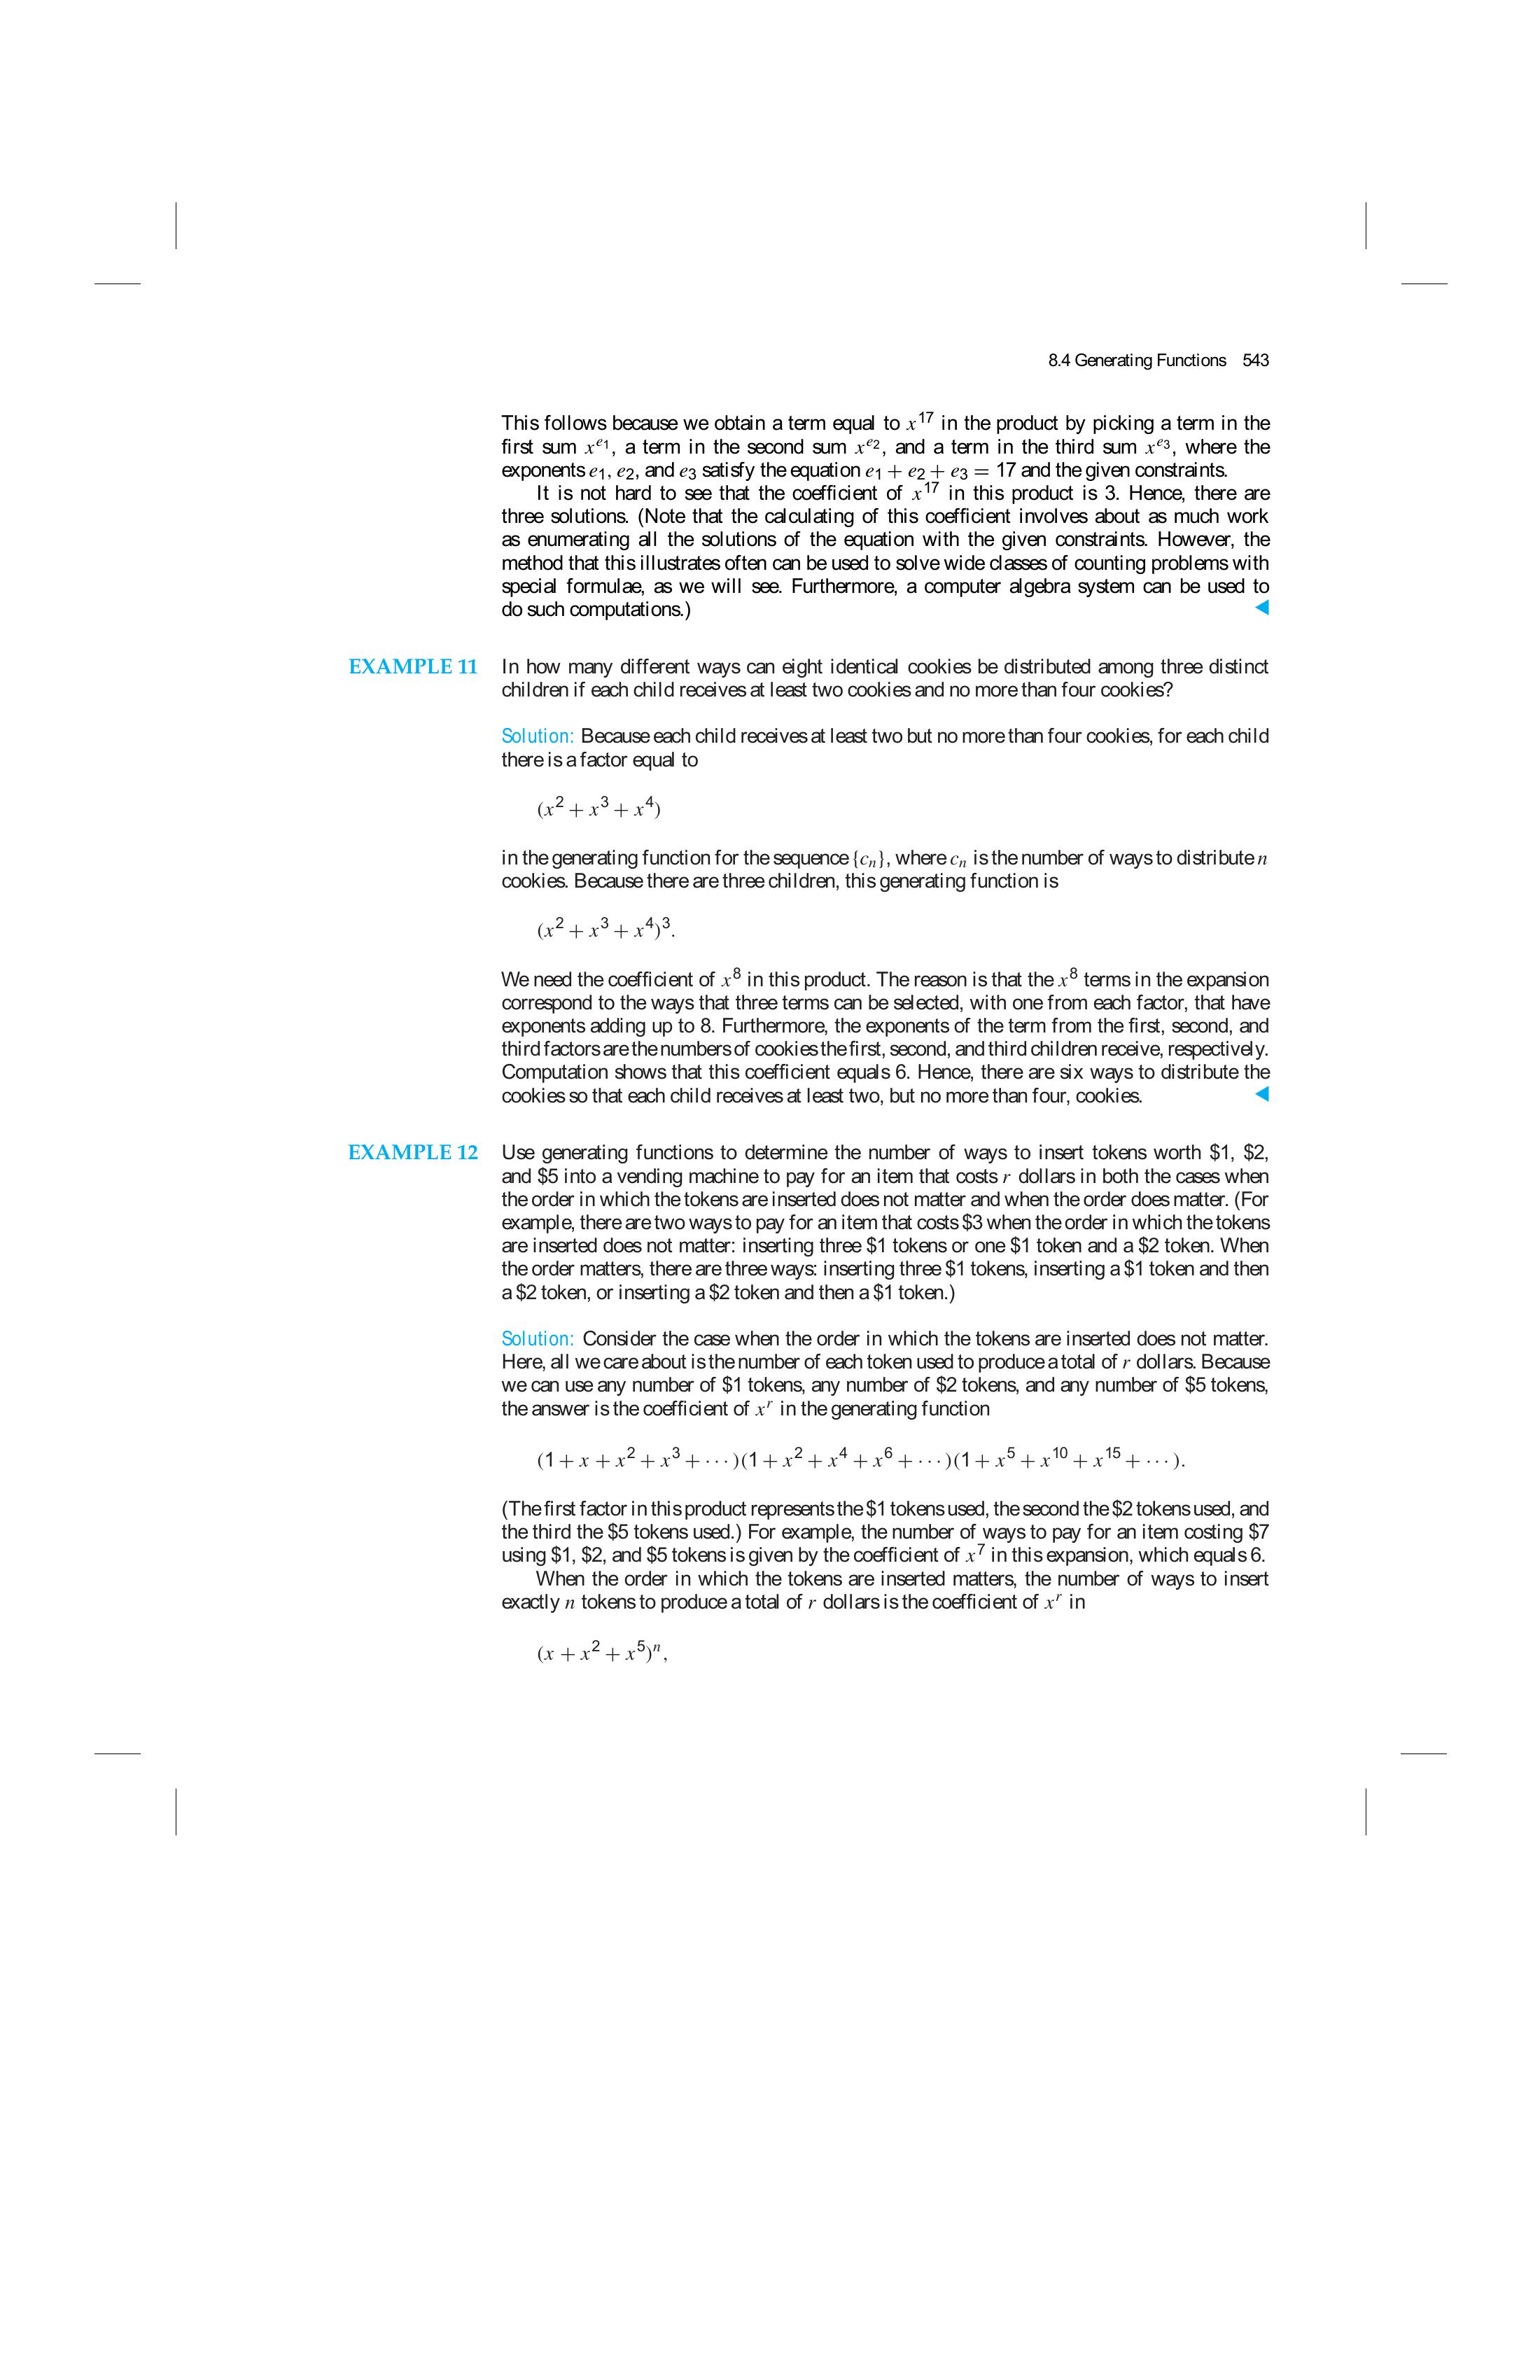 8.4 Generating Functions 543
This follows because we obtain a term equal to x^17 in the product by picking a term in the
first sum x^e1, a term in the second sum x^e2, and a term in the third sum x^e3, where the
exponents e1, e2, and e3 satisfy the equation e1 + e2 + e3 = 17 and the given constraints.
It is not hard to see that the coefficient of x^17 in this product is 3. Hence, there are
three solutions. (Note that the calculating of this coefficient involves about as much work
as enumerating all the solutions of the equation with the given constraints. However, the
method that this illustrates often can be used to solve wide classes of counting problems with
special formulae, as we will see. Furthermore, a computer algebra system can be used to
do such computations.) ◀
EXAMPLE 11 In how many different ways can eight identical cookies be distributed among three distinct
children if each child receives at least two cookies and no more than four cookies?
Solution: Because each child receives at least two but no more than four cookies, for each child
there is a factor equal to
(x^2 + x^3 + x^4)
in the generating function for the sequence {c_n}, where c_n is the number of ways to distribute n
cookies. Because there are three children, this generating function is
(x^2 + x^3 + x^4)^3.
We need the coefficient of x^8 in this product. The reason is that the x^8 terms in the expansion
correspond to the ways that three terms can be selected, with one from each factor, that have
exponents adding up to 8. Furthermore, the exponents of the term from the first, second, and
third factors are the numbers of cookies the first, second, and third children receive, respectively.
Computation shows that this coefficient equals 6. Hence, there are six ways to distribute the
cookies so that each child receives at least two, but no more than four, cookies. ◀
EXAMPLE 12 Use generating functions to determine the number of ways to insert tokens worth $1, $2,
and $5 into a vending machine to pay for an item that costs r dollars in both the cases when
the order in which the tokens are inserted does not matter and when the order does matter. (For
example, there are two ways to pay for an item that costs $3 when the order in which the tokens
are inserted does not matter: inserting three $1 tokens or one $1 token and a $2 token. When
the order matters, there are three ways: inserting three $1 tokens, inserting a $1 token and then
a $2 token, or inserting a $2 token and then a $1 token.)
Solution: Consider the case when the order in which the tokens are inserted does not matter.
Here, all we care about is the number of each token used to produce a total of r dollars. Because
we can use any number of $1 tokens, any number of $2 tokens, and any number of $5 tokens,
the answer is the coefficient of x^r in the generating function
(1 + x + x^2 + x^3 + ···)(1 + x^2 + x^4 + x^6 + ···)(1 + x^5 + x^10 + x^15 + ···).
(The first factor in this product represents the $1 tokens used, the second the $2 tokens used, and
the third the $5 tokens used.) For example, the number of ways to pay for an item costing $7
using $1, $2, and $5 tokens is given by the coefficient of x^7 in this expansion, which equals 6.
When the order in which the tokens are inserted matters, the number of ways to insert
exactly n tokens to produce a total of r dollars is the coefficient of x^r in
(x + x^2 + x^5)^n,